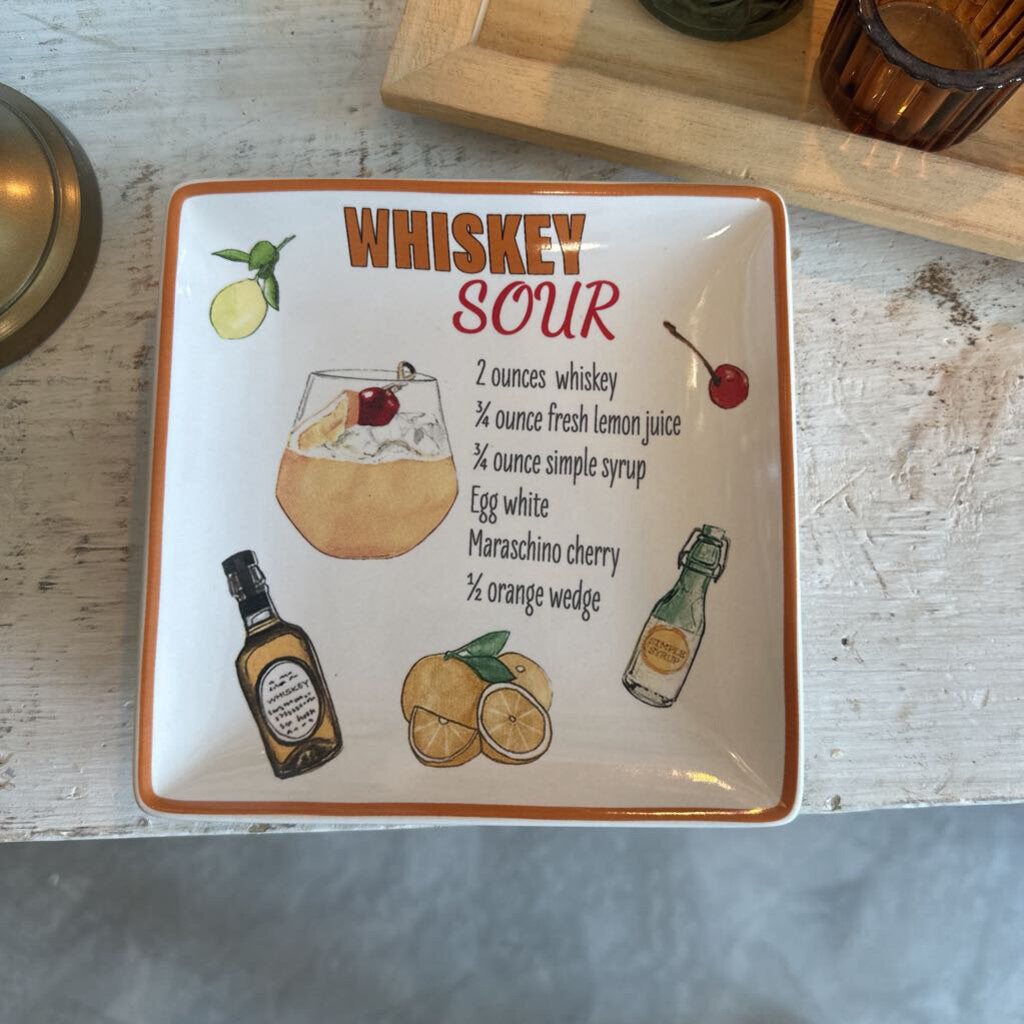 WHISKEY
SOUR
2 ounces whiskey
¾ ounce fresh lemon juice
¾ ounce simple syrup
Egg white
Maraschino cherry
½ orange wedge
WHISKEY
SIMPLE
SYRUP